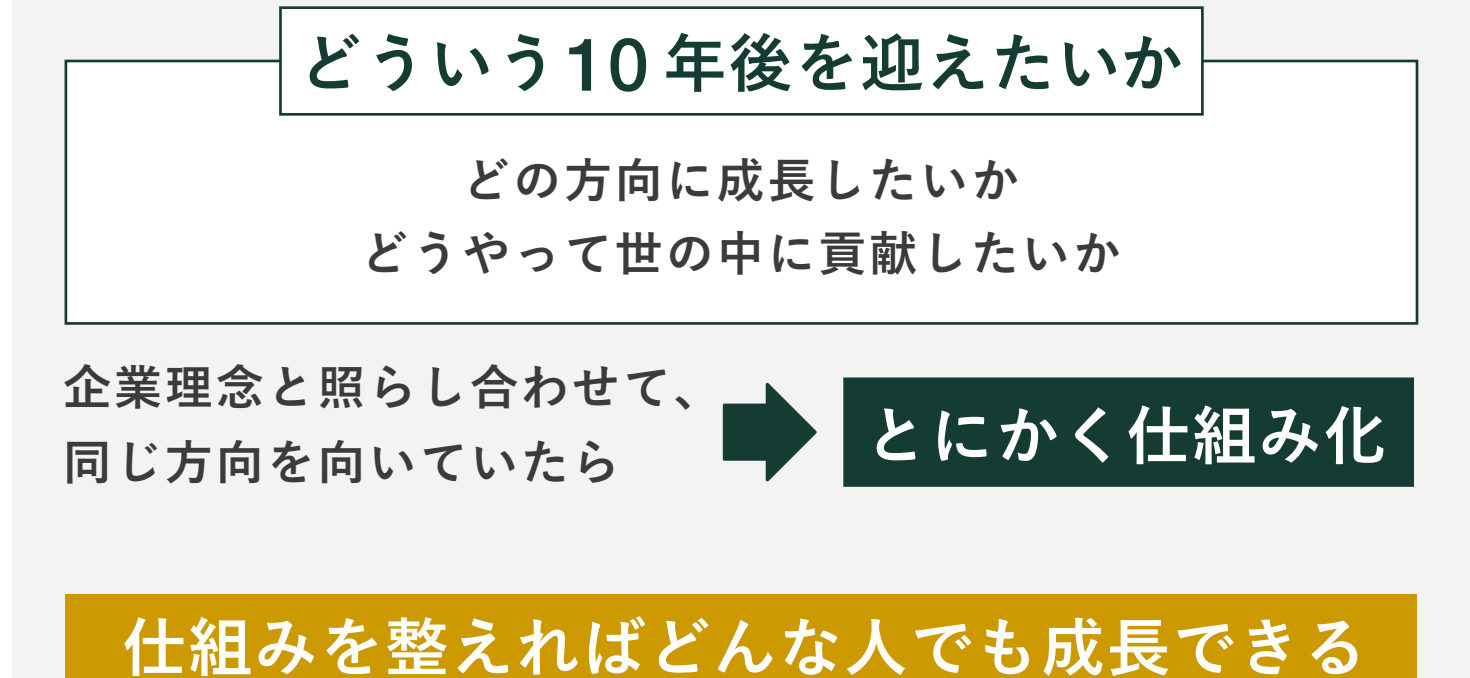 どういう10年後を迎えたいか
どの方向に成長したいか
どうやって世の中に貢献したいか
企業理念と照らし合わせて、
同じ方向を向いていたら
とにかく仕組み化
仕組みを整えればどんな人でも成長できる